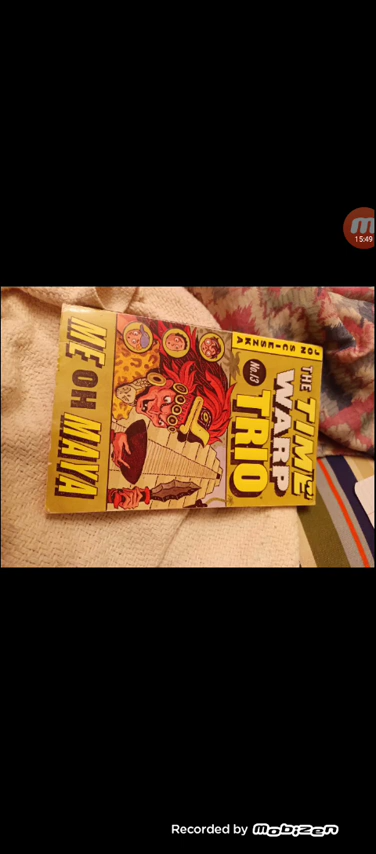 15:49
JON SCIESZKA
THE TIME
WARP
TRIO
No.13
ME OH MAYA
Recorded by mobizen